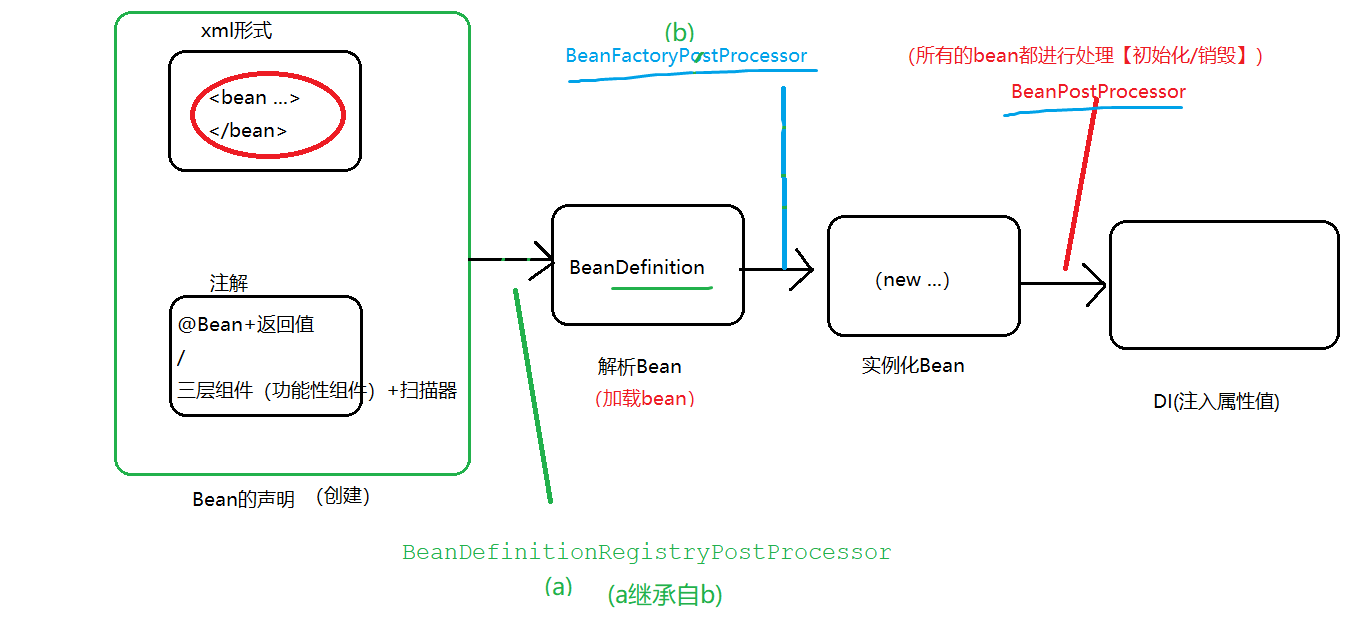 xml形式
<bean ...>
</bean>
注解
@Bean+返回值
/
三层组件（功能性组件）+扫描器
Bean的声明 （创建）
(b)
BeanFactoryPostProcessor
(所有的bean都进行处理【初始化/销毁】)
BeanPostProcessor
BeanDefinition
解析Bean
（加载bean）
（new ...）
实例化Bean
DI(注入属性值)
BeanDefinitionRegistryPostProcessor
(a)
(a继承自b)